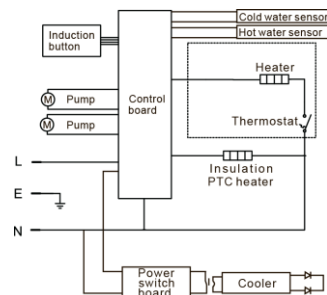 Cold water sensor
Hot water sensor
Induction
button
Heater
M Pump
Control
board
M Pump
Thermostat
L
Insulation
PTC heater
E
N
Power
switch
board
Cooler